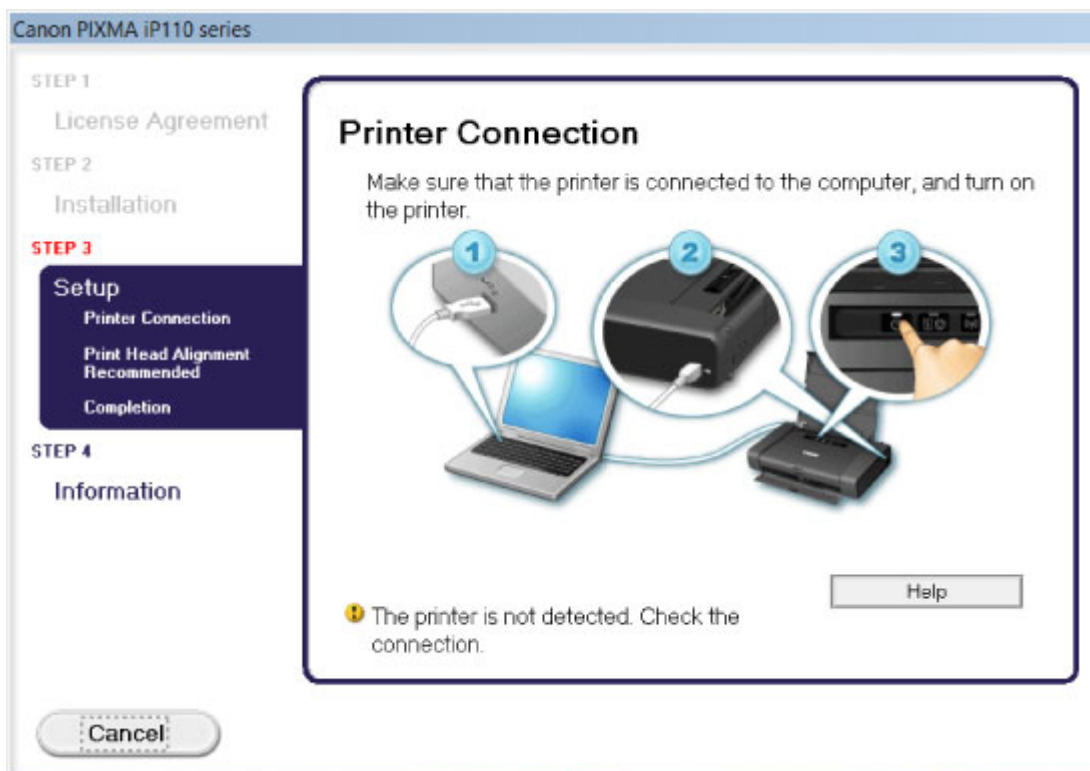 Canon PIXMA iP110 series
STEP 1
License Agreement
STEP 2
Installation
STEP 3
Setup
Printer Connection
Print Head Alignment
Recommended
Completion
STEP 4
Information
Printer Connection
Make sure that the printer is connected to the computer, and turn on
the printer.
1
2
3
Help
The printer is not detected. Check the
connection.
Cancel